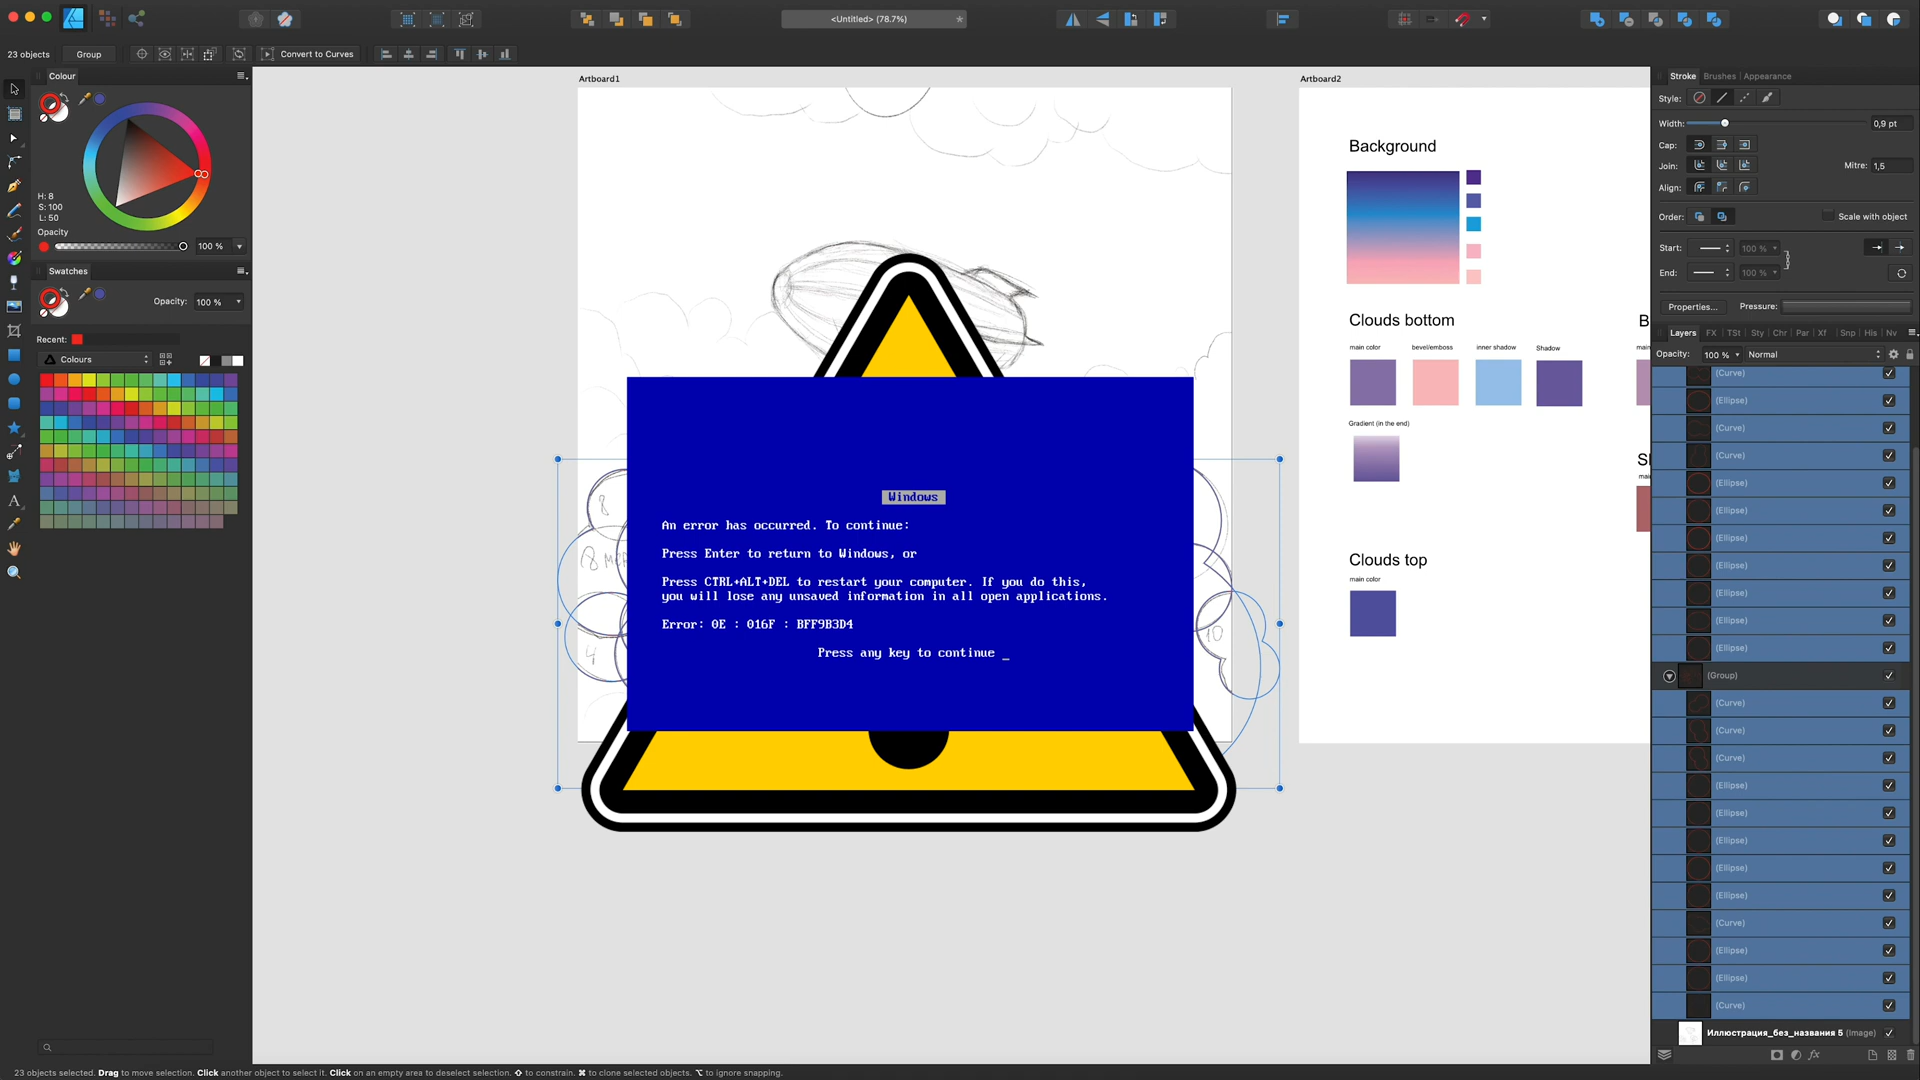 <Untitled> (78.7%)
*
23 objects
Group
Convert to Curves
Colour
H: 8
S: 100
L: 50
Opacity
100 %
Swatches
Opacity:
100 %
Recent:
Colours
Artboard1
Artboard2
8
4
10
Windows
An error has occurred. To continue:
Press Enter to return to Windows, or
Press CTRL+ALT+DEL to restart your computer. If you do this,
you will lose any unsaved information in all open applications.
Error: 0E : 016F : BFF9B3D4
Press any key to continue _
Background
Clouds bottom
main color
bevel/emboss
inner shadow
Shadow
Gradient (in the end)
Clouds top
main color
Stroke
Brushes
Appearance
Style:
Width:
0,9 pt
Cap:
Join:
Mitre:
1,5
Align:
Order:
Scale with object
Start:
100 %
End:
100 %
Properties...
Pressure:
Layers
FX
TSt
Sty
Chr
Par
Xf
Snp
His
Nv
Opacity:
100 %
Normal
(Curve)
(Ellipse)
(Curve)
(Curve)
(Ellipse)
(Ellipse)
(Ellipse)
(Ellipse)
(Ellipse)
(Ellipse)
(Ellipse)
(Group)
(Curve)
(Curve)
(Curve)
(Ellipse)
(Ellipse)
(Ellipse)
(Ellipse)
(Ellipse)
(Curve)
(Ellipse)
(Ellipse)
(Curve)
Иллюстрация_без_названия 5 (Image)
23 objects selected. Drag to move selection. Click another object to select it. Click on an empty area to deselect selection. ⇧ to constrain. ⌘ to clone selected objects. ⌥ to ignore snapping.